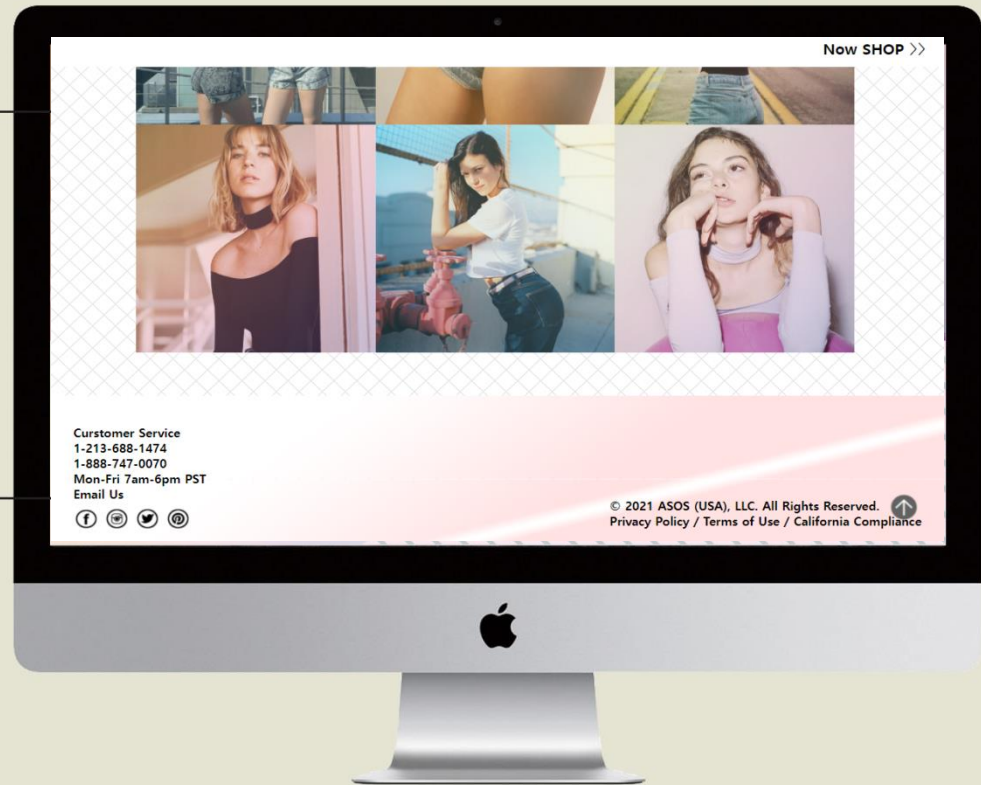 Now SHOP >>
Curstomer Service
1-213-688-1474
1-888-747-0070
Mon-Fri 7am-6pm PST
Email Us
© 2021 ASOS (USA), LLC. All Rights Reserved.
Privacy Policy / Terms of Use / California Compliance